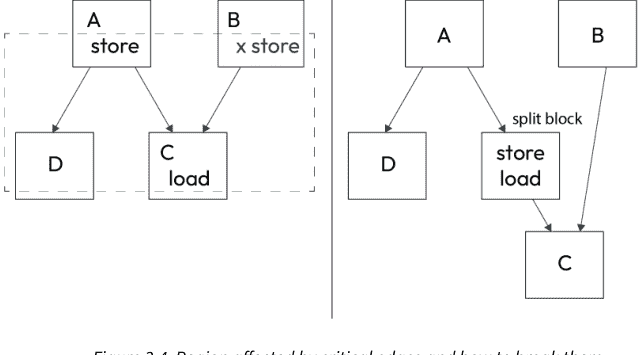 A
store
B
x store
D
C
load
A
B
split block
D
store
load
C
Figure 3.4: Region affected by critical edges and how to break them